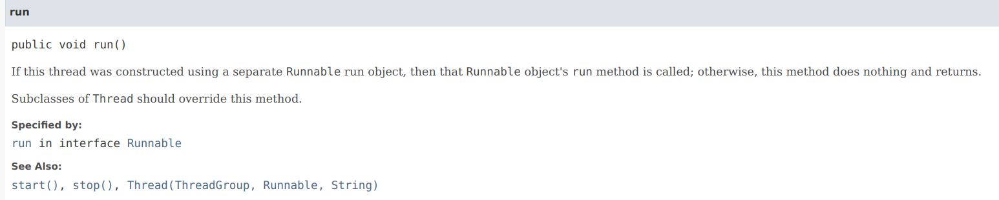 run
public void run()
If this thread was constructed using a separate Runnable run object, then that Runnable object's run method is called; otherwise, this method does nothing and returns.
Subclasses of Thread should override this method.
Specified by:
run in interface Runnable
See Also:
start(), stop(), Thread(ThreadGroup, Runnable, String)